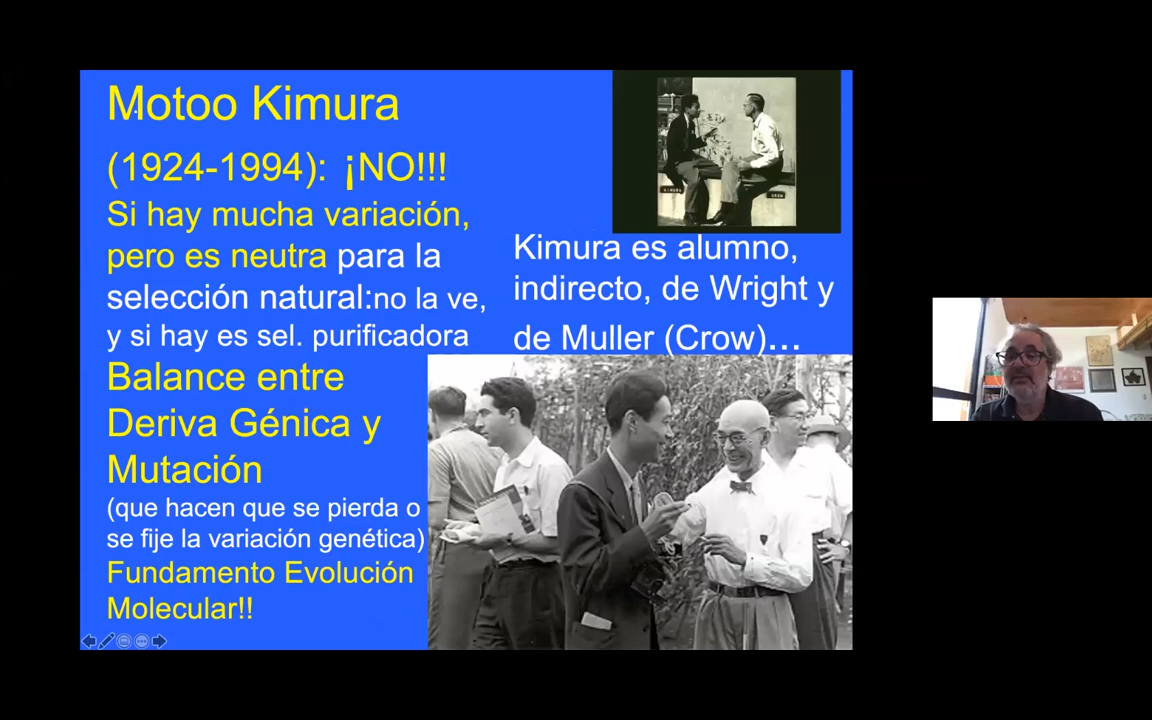 Motoo Kimura
(1924-1994): ¡NO!!!
Si hay mucha variación,
pero es neutra para la
selección natural:no la ve,
y si hay es sel. purificadora
Balance entre
Deriva Génica y
Mutación
(que hacen que se pierda o
se fije la variación genética)
Fundamento Evolución
Molecular!!
KIMURA
CROW
Kimura es alumno,
indirecto, de Wright y
de Muller (Crow)...